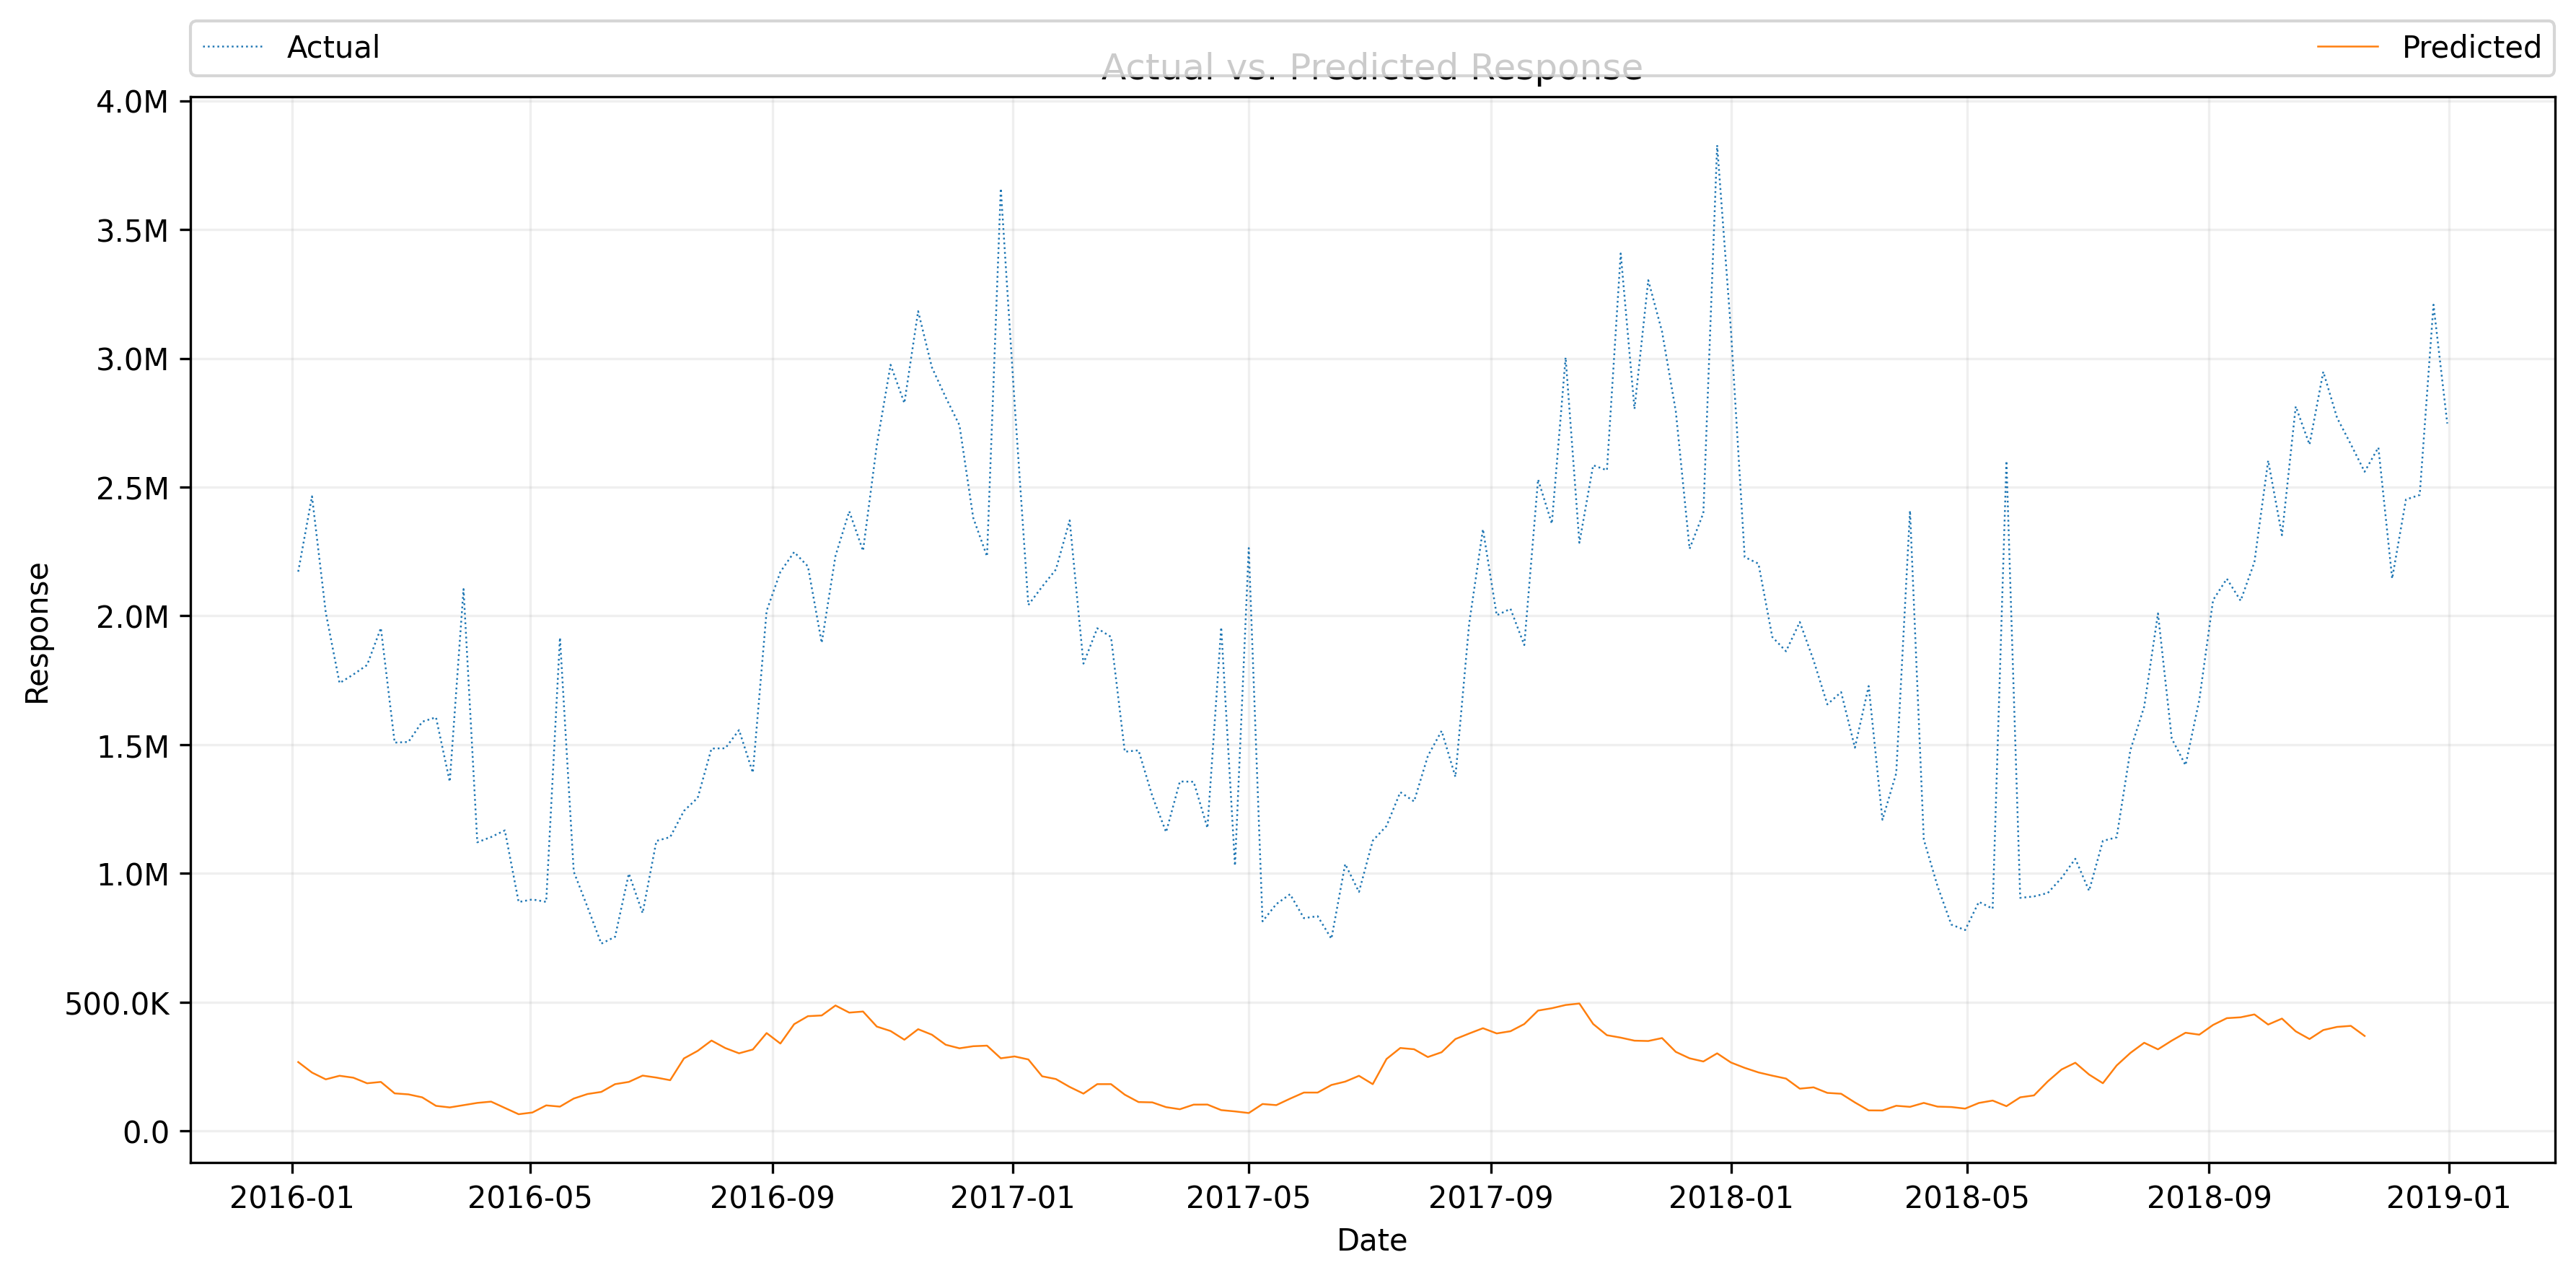 Actual Predicted
Actual vs. Predicted Response
4.0M
3.5M
3.0M
2.5M
2.0M
1.5M
1.0M
500.0K
0.0
Response
2016-01 2016-05 2016-09 2017-01 2017-05 2017-09 2018-01 2018-05 2018-09 2019-01
Date